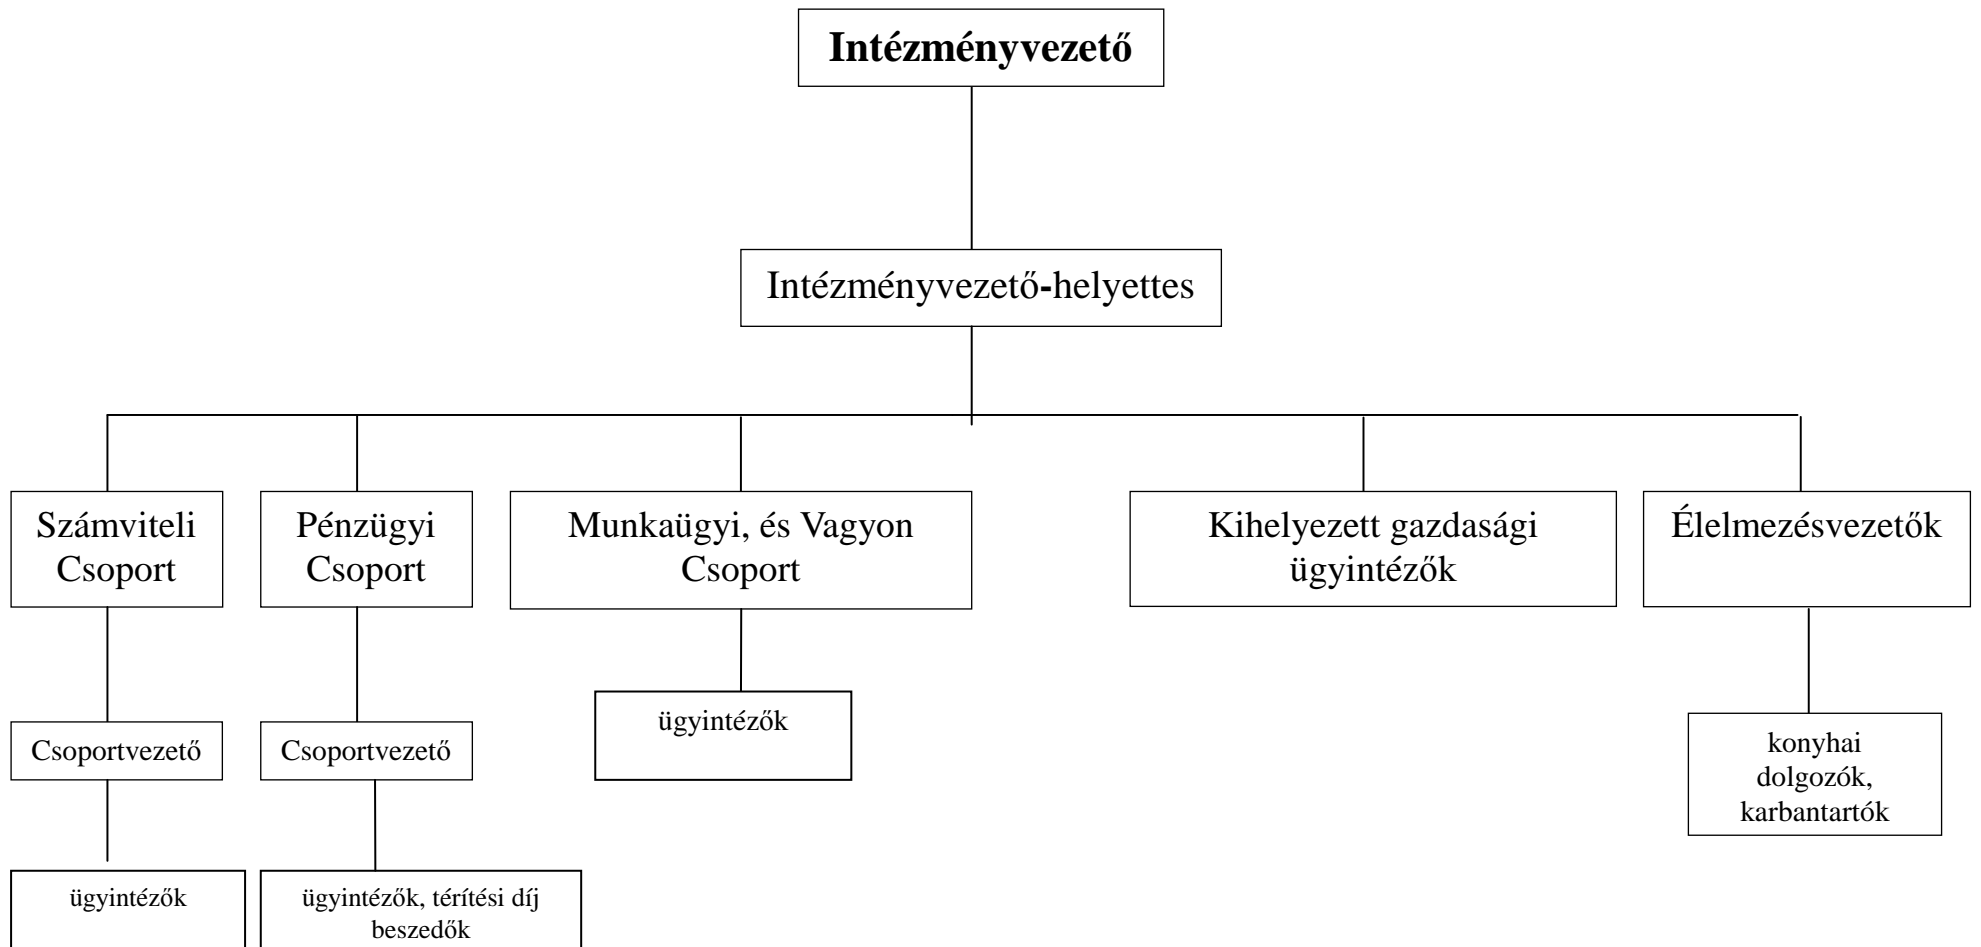 Intézményvezető
Intézményvezető-helyettes
Számviteli
Csoport
Pénzügyi
Csoport
Munkaügyi, és Vagyon
Csoport
Kihelyezett gazdasági
ügyintézők
Élelmezésvezetők
Csoportvezető
Csoportvezető
ügyintézők
konyhai
dolgozók,
karbantartók
ügyintézők
ügyintézők, térítési díj
beszedők